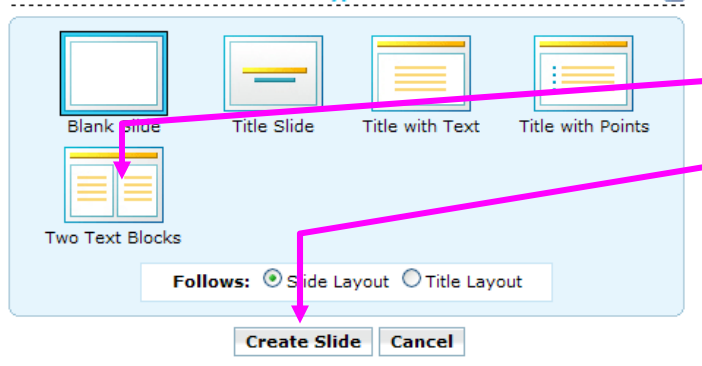 Blank Slide Title Slide Title with Text Title with Points
Two Text Blocks
Follows: Slide Layout Title Layout
Create Slide Cancel